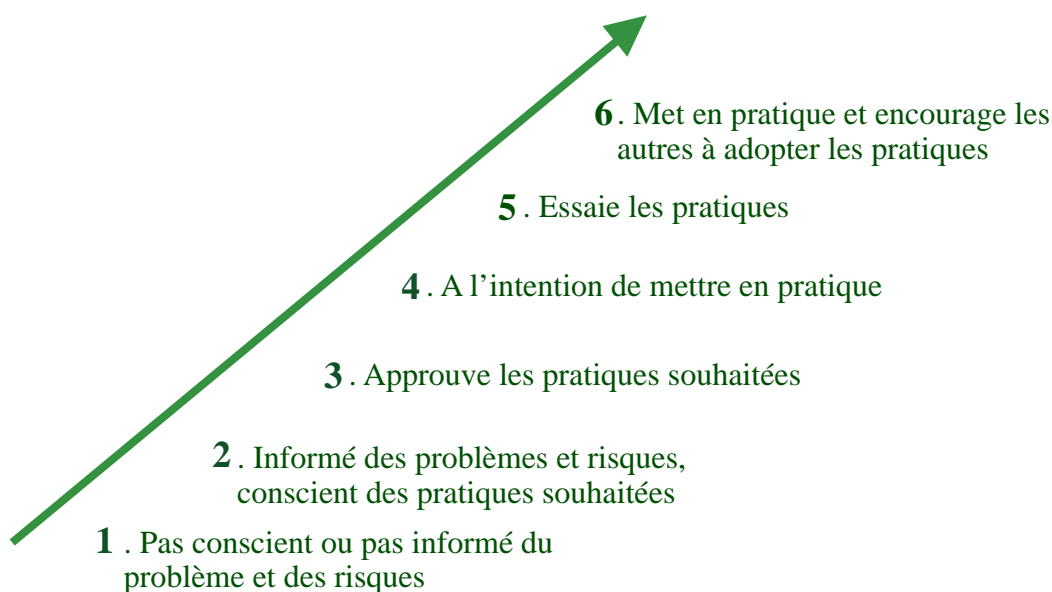 6. Met en pratique et encourage les
autres à adopter les pratiques
5. Essaie les pratiques
4. A l’intention de mettre en pratique
3. Approuve les pratiques souhaitées
2. Informé des problèmes et risques,
conscient des pratiques souhaitées
1. Pas conscient ou pas informé du
problème et des risques